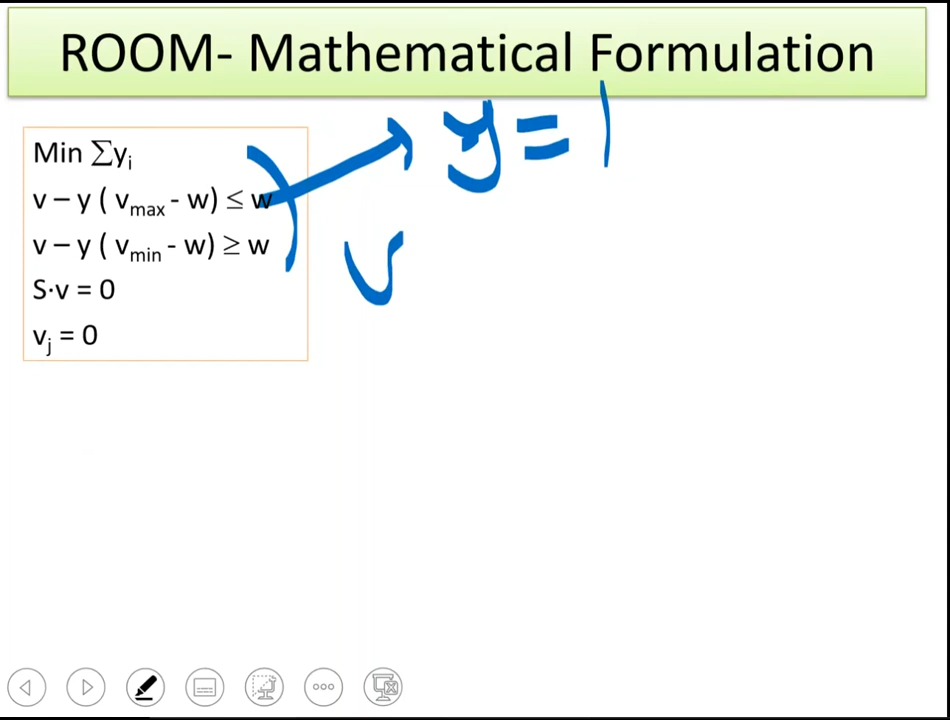 ROOM- Mathematical Formulation
Min ∑yᵢ
v – y ( vₘₐₓ - w) ≤ w
v – y ( vₘᵢₙ - w) ≥ w
S·v = 0
vⱼ = 0
y = 1
v